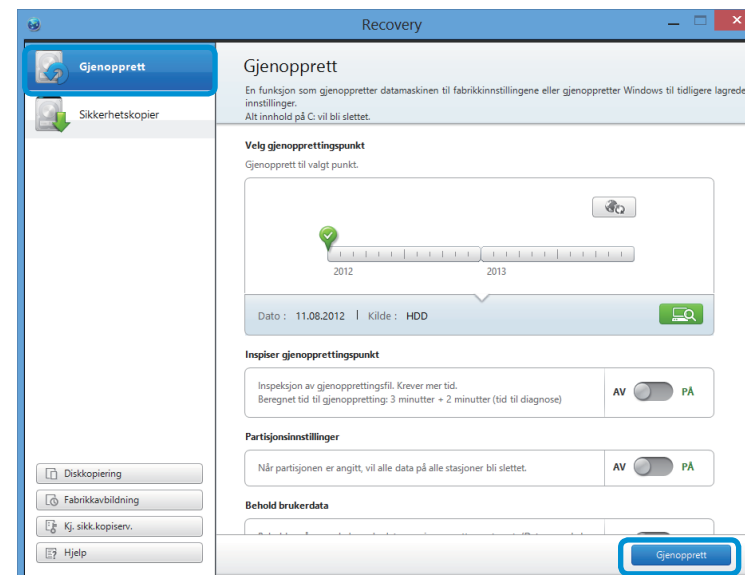 Recovery
Gjenopprett
Sikkerhetskopier
Diskkopiering
Fabrikkavbildning
Kj. sikk.kopiserv.
Hjelp
Gjenopprett
En funksjon som gjenoppretter datamaskinen til fabrikkinnstillingene eller gjenoppretter Windows til tidligere lagrede
innstillinger.
Alt innhold på C: vil bli slettet.
Velg gjenopprettingspunkt
Gjenopprett til valgt punkt.
2012 2013
Dato : 11.08.2012 | Kilde : HDD
Inspiser gjenopprettingspunkt
Inspeksjon av gjenopprettingsfil. Krever mer tid.
Beregnet tid til gjenoppretting: 3 minutter + 2 minutter (tid til diagnose)
AV PÅ
Partisjonsinnstillinger
Når partisjonen er angitt, vil alle data på alle stasjoner bli slettet.
AV PÅ
Behold brukerdata
Gjenopprett